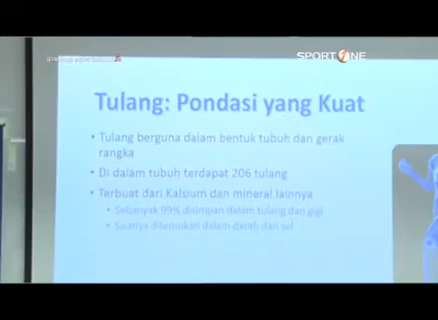 SPORT ONE
Tulang: Pondasi yang Kuat
• Tulang berguna dalam bentuk tubuh dan gerak
rangka
• Di dalam tubuh terdapat 206 tulang
• Terbuat dari Kalsium dan mineral lainnya
• Sebanyak 99% disimpan dalam tulang dan gigi
• Sisanya ditemukan dalam darah dan sel